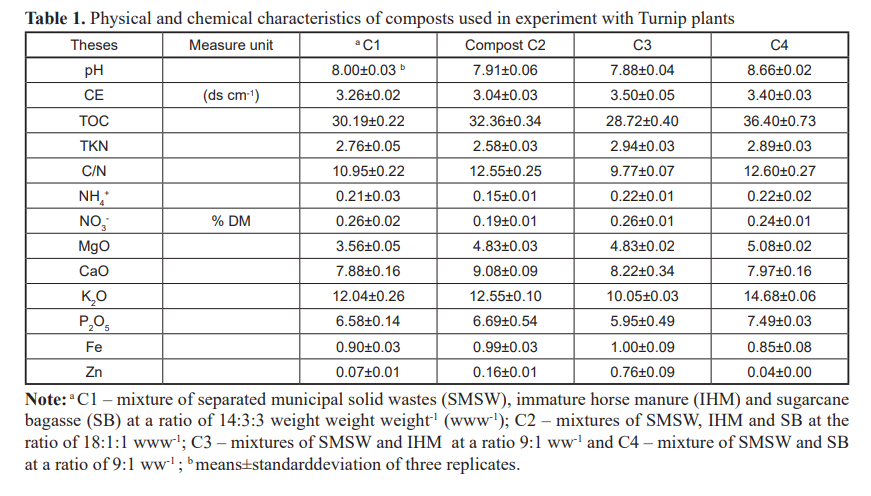 Table 1. Physical and chemical characteristics of composts used in experiment with Turnip plants
Theses Measure unit ᵃ C1 Compost C2 C3 C4
pH 8.00±0.03 ᵇ 7.91±0.06 7.88±0.04 8.66±0.02
CE (ds cm⁻¹) 3.26±0.02 3.04±0.03 3.50±0.05 3.40±0.03
TOC 30.19±0.22 32.36±0.34 28.72±0.40 36.40±0.73
TKN 2.76±0.05 2.58±0.03 2.94±0.03 2.89±0.03
C/N 10.95±0.22 12.55±0.25 9.77±0.07 12.60±0.27
NH₄⁺ 0.21±0.03 0.15±0.01 0.22±0.01 0.22±0.02
NO₃⁻ % DM 0.26±0.02 0.19±0.01 0.26±0.01 0.24±0.01
MgO 3.56±0.05 4.83±0.03 4.83±0.02 5.08±0.02
CaO 7.88±0.16 9.08±0.09 8.22±0.34 7.97±0.16
K₂O 12.04±0.26 12.55±0.10 10.05±0.03 14.68±0.06
P₂O₅ 6.58±0.14 6.69±0.54 5.95±0.49 7.49±0.03
Fe 0.90±0.03 0.99±0.03 1.00±0.09 0.85±0.08
Zn 0.07±0.01 0.16±0.01 0.76±0.09 0.04±0.00
Note: ᵃ C1 – mixture of separated municipal solid wastes (SMSW), immature horse manure (IHM) and sugarcane
bagasse (SB) at a ratio of 14:3:3 weight weight weight⁻¹ (www⁻¹); C2 – mixtures of SMSW, IHM and SB at the
ratio of 18:1:1 www⁻¹; C3 – mixtures of SMSW and IHM at a ratio 9:1 ww⁻¹ and C4 – mixture of SMSW and SB
at a ratio of 9:1 ww⁻¹ ; ᵇ means±standarddeviation of three replicates.